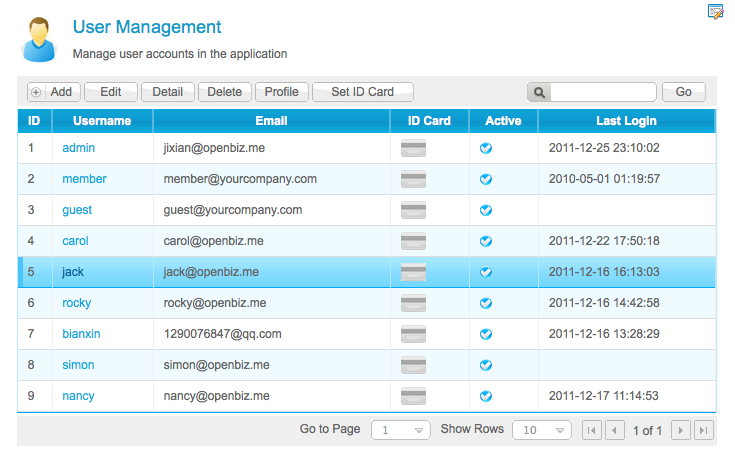 User Management
Manage user accounts in the application
Add Edit Detail Delete Profile Set ID Card Go
ID Username Email ID Card Active Last Login
1 admin jixian@openbiz.me 2011-12-25 23:10:02
2 member member@yourcompany.com 2010-05-01 01:19:57
3 guest guest@yourcompany.com
4 carol carol@openbiz.me 2011-12-22 17:50:18
5 jack jack@openbiz.me 2011-12-16 16:13:03
6 rocky rocky@openbiz.me 2011-12-16 14:42:58
7 bianxin 1290076847@qq.com 2011-12-16 13:28:29
8 simon simon@openbiz.me
9 nancy nancy@openbiz.me 2011-12-17 11:14:53
Go to Page 1 Show Rows 10 1 of 1